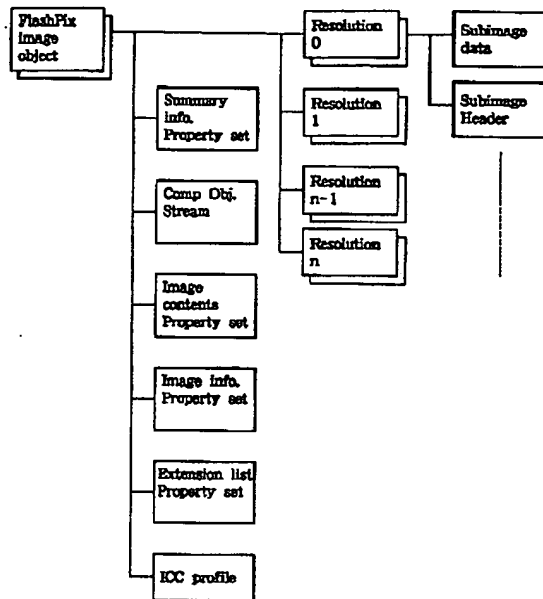 FlashPix
image
object
Resolution
0
Subimage
data
Subimage
Header
Resolution
1
Resolution
n-1
Resolution
n
Summary
info.
Property set
Comp Obj.
Stream
Image
contents
Property set
Image info.
Property set
Extension list
Property set
ICC profile